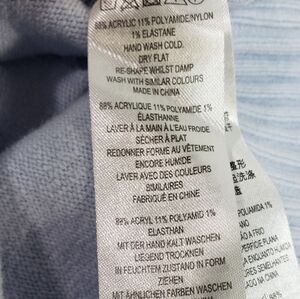 88% ACRYLIC 11% POLYAMIDE/NYLON
1% ELASTANE
HAND WASH COLD.
DRY FLAT
RE-SHAPE WHILST DAMP
WASH WITH SIMILAR COLOURS
MADE IN CHINA
88% ACRYLIQUE 11% POLYAMIDE 1%
ÉLASTHANNE
LAVER À LA MAIN À L'EAU FROIDE
SÉCHER À PLAT
REDONNER FORME AU VÊTEMENT
ENCORE HUMIDE
LAVER AVEC DES COULEURS
SIMILAIRES
FABRIQUÉ EN CHINE
88% ACRYL 11% POLYAMID 1%
ELASTHAN
MIT DER HAND KALT WASCHEN
LIEGEND TROCKNEN
IN FEUCHTEM ZUSTAND IN FORM
ZIEHEN
MIT ÄHNLICHEN FARBEN WASCHEN